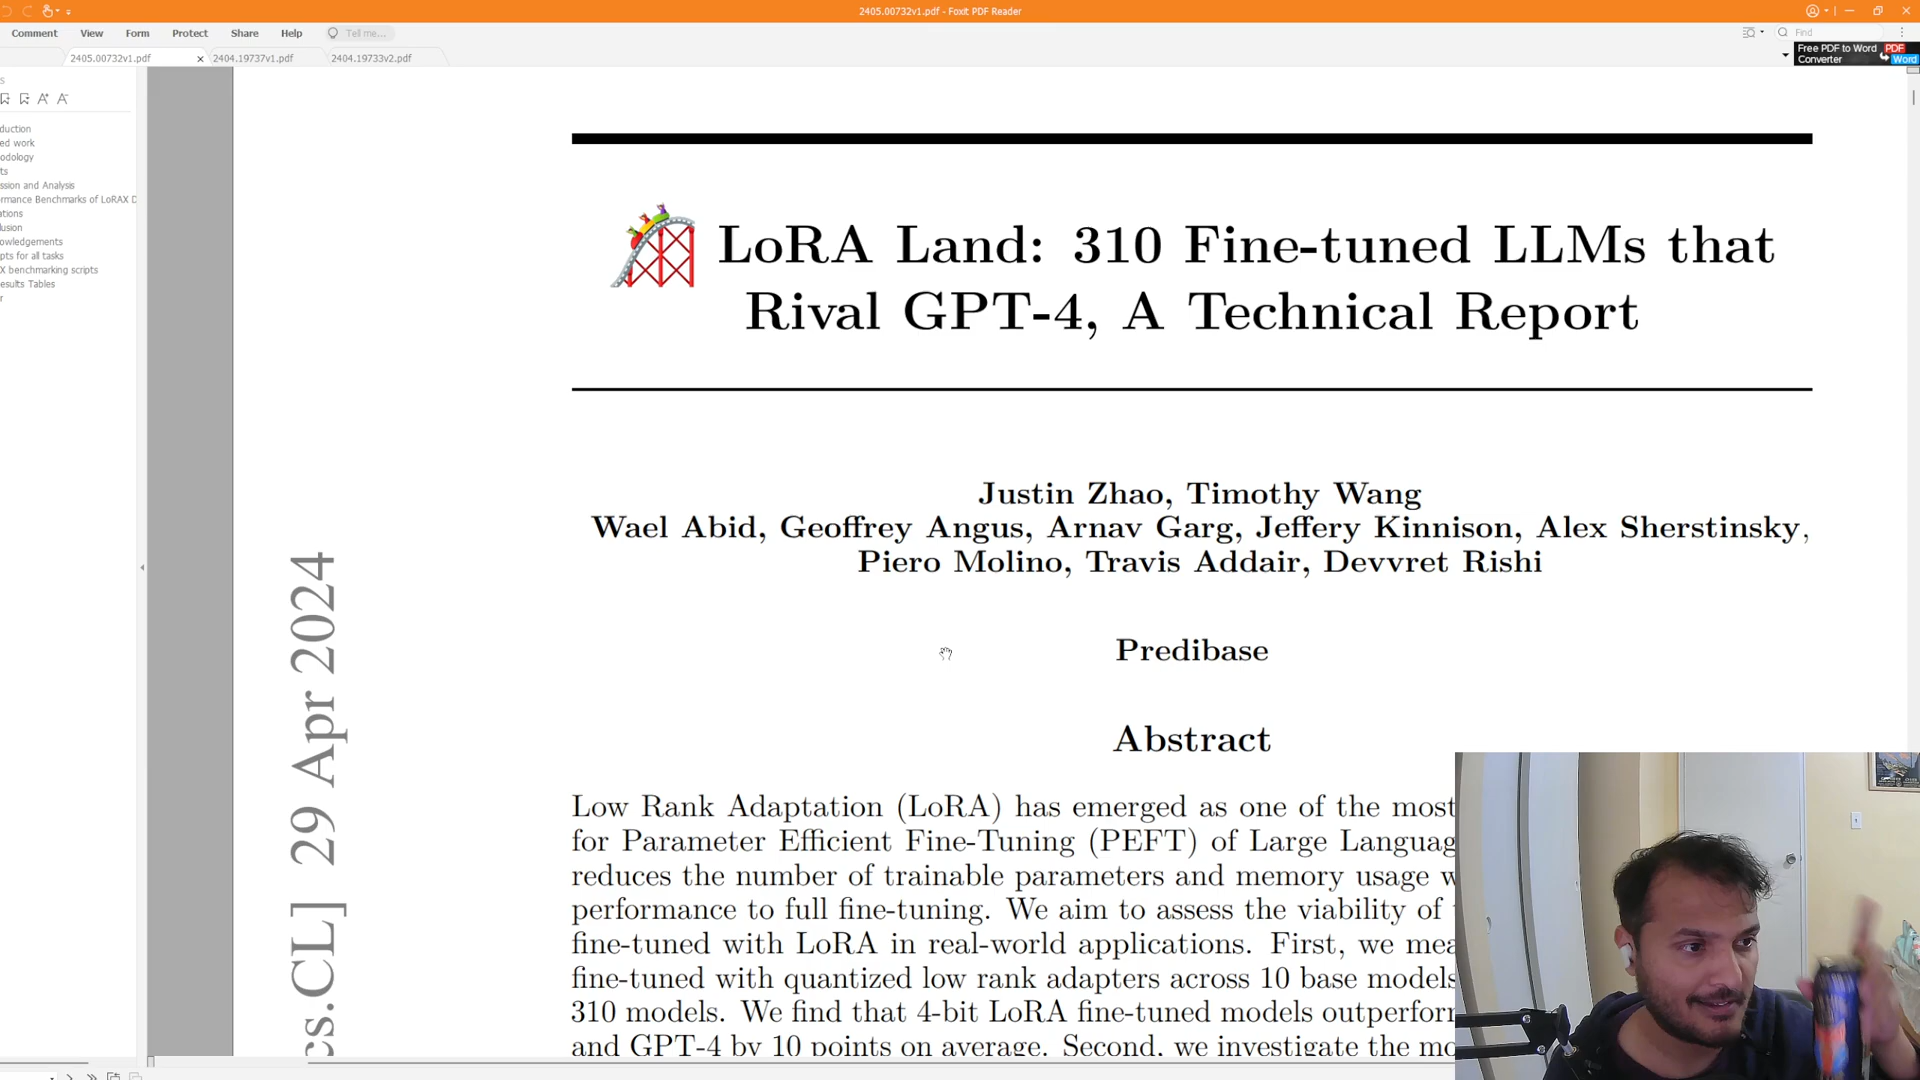 2405.00732v1.pdf - Foxit PDF Reader
Comment View Form Protect Share Help Tell me... Find
2405.00732v1.pdf 2404.19737v1.pdf 2404.19733v2.pdf
Free PDF to Word PDF
Converter Word
duction
ed work
odology
ts
ssion and Analysis
rmance Benchmarks of LoRAX D
ations
lusion
owledgements
pts for all tasks
X benchmarking scripts
esults Tables
r
LoRA Land: 310 Fine-tuned LLMs that
Rival GPT-4, A Technical Report
Justin Zhao, Timothy Wang
Wael Abid, Geoffrey Angus, Arnav Garg, Jeffery Kinnison, Alex Sherstinsky,
Piero Molino, Travis Addair, Devvret Rishi
Predibase
Abstract
Low Rank Adaptation (LoRA) has emerged as one of the most
for Parameter Efficient Fine-Tuning (PEFT) of Large Languag
reduces the number of trainable parameters and memory usage w
performance to full fine-tuning. We aim to assess the viability of
fine-tuned with LoRA in real-world applications. First, we mea
fine-tuned with quantized low rank adapters across 10 base models
310 models. We find that 4-bit LoRA fine-tuned models outperfor
and GPT-4 by 10 points on average. Second, we investigate the mo
cs.CL] 29 Apr 2024